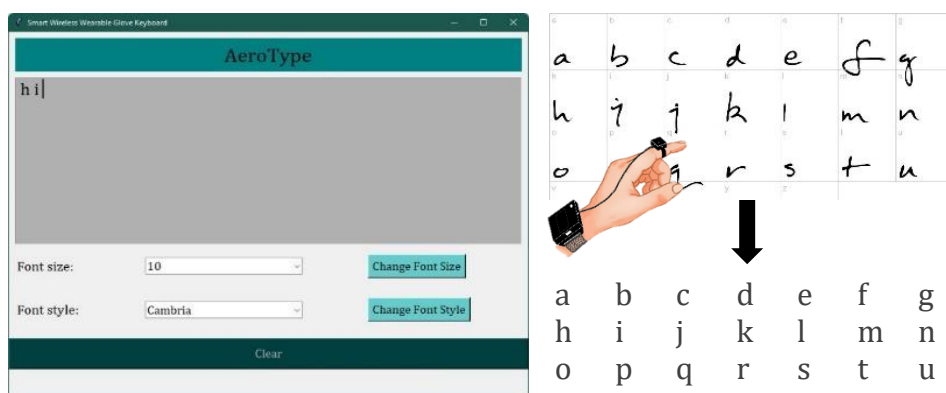 Smart Wireless Wearable Glove Keyboard
AeroType
h i
Font size:
10
Change Font Size
Font style:
Cambria
Change Font Style
Clear
a b c d e f g
a b c d e f g
h i j k l m n
h i j k l m n
o q r s t u
o p q r s t u
v y z
a b c d e f g
h i j k l m n
o p q r s t u